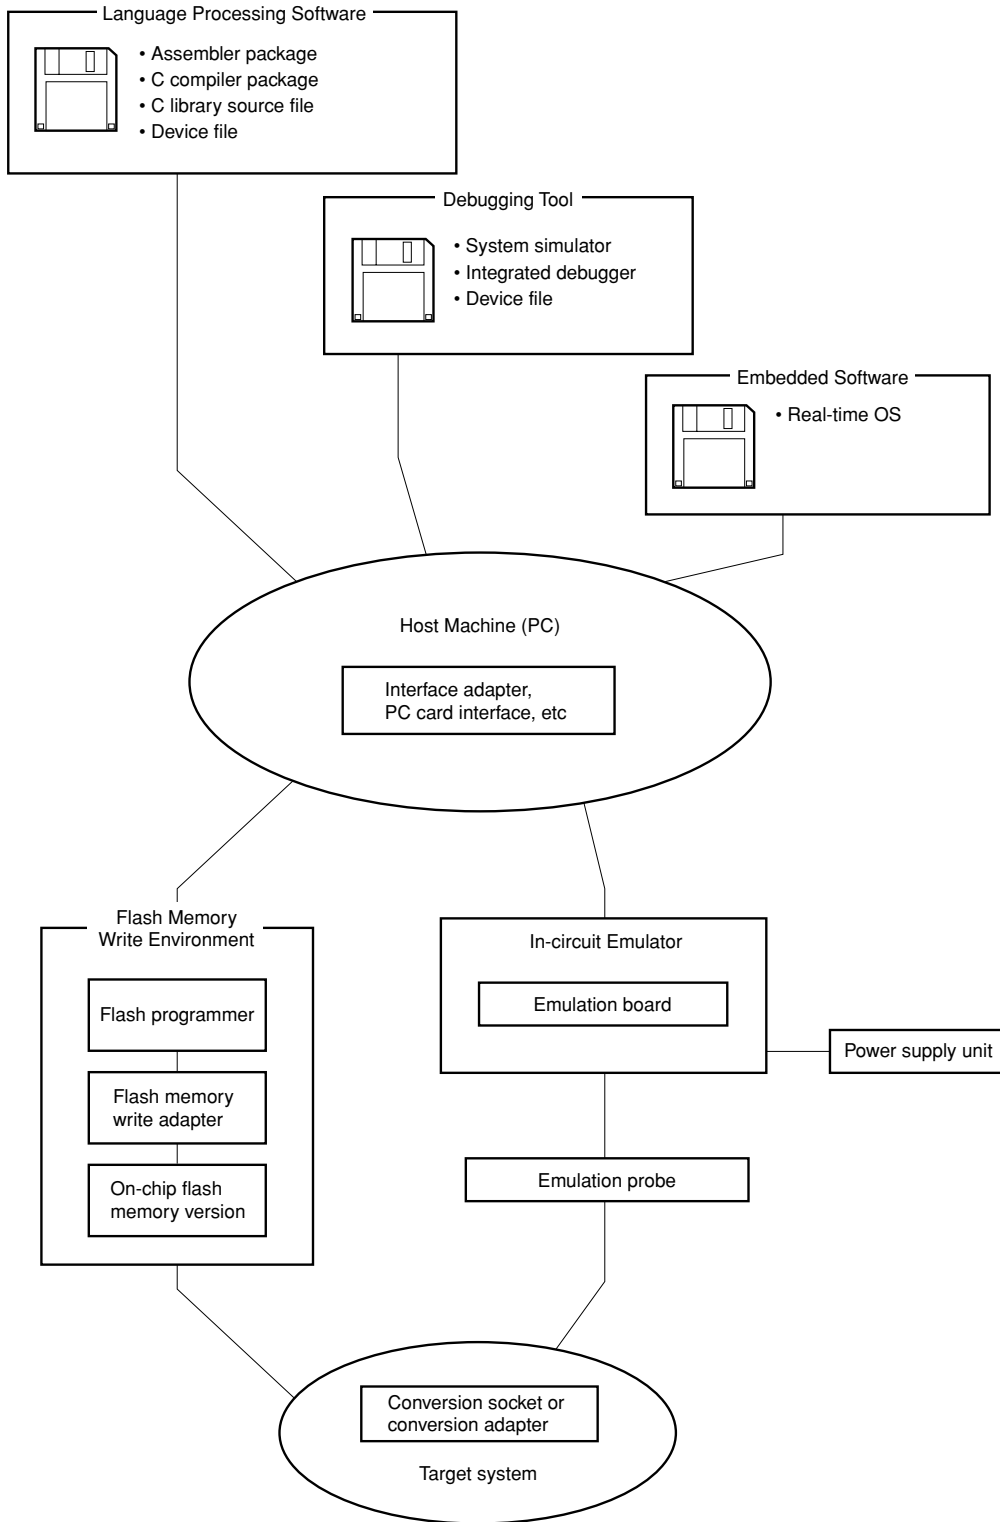 Language Processing Software
• Assembler package
• C compiler package
• C library source file
• Device file
Debugging Tool
• System simulator
• Integrated debugger
• Device file
Embedded Software
• Real-time OS
Host Machine (PC)
Interface adapter,
PC card interface, etc
Flash Memory
Write Environment
Flash programmer
Flash memory
write adapter
On-chip flash
memory version
In-circuit Emulator
Emulation board
Power supply unit
Emulation probe
Conversion socket or
conversion adapter
Target system